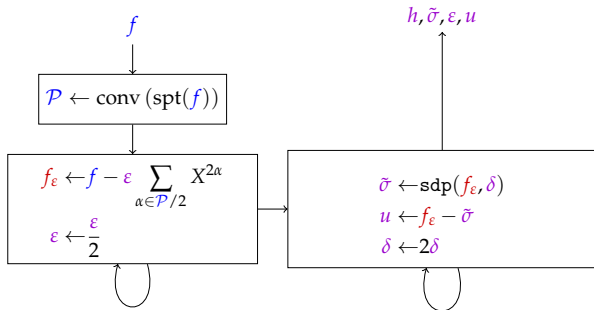 f
h, σ̃, ε, u
𝒫 ← conv (spt(f))
f_ε ← f − ε ∑_{α∈𝒫/2} X^{2α}
ε ← ε/2
σ̃ ← sdp(f_ε, δ)
u ← f_ε − σ̃
δ ← 2δ